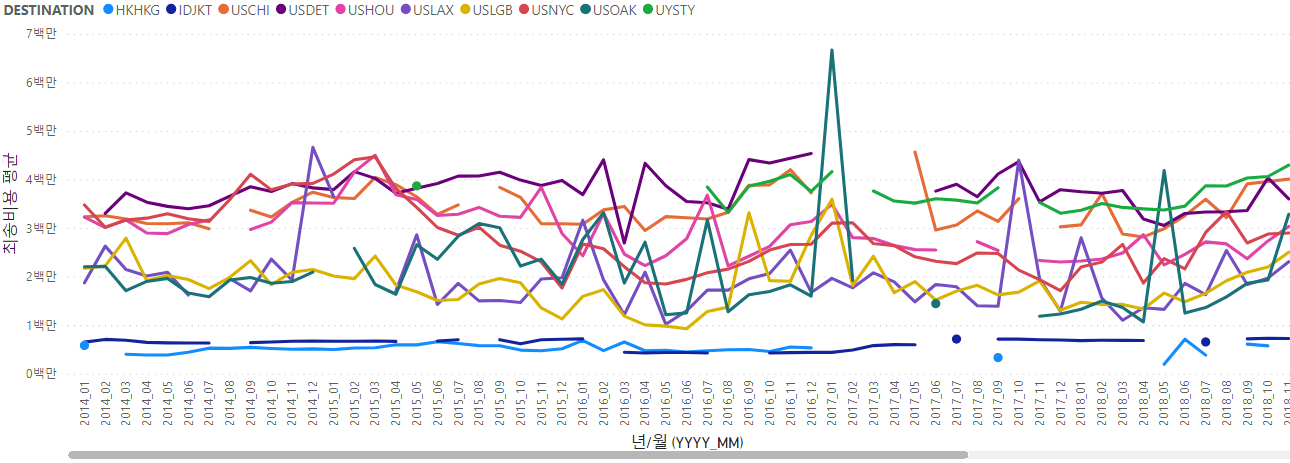 DESTINATION HKHKG IDJKT USCHI USDET USHOU USLAX USLGB USNYC USOAK UYSTY
7백만
6백만
5백만
4백만
3백만
2백만
1백만
0백만
최종비용 평균
2014_01 2014_02 2014_03 2014_04 2014_05 2014_06 2014_07 2014_08 2014_09 2014_10 2014_11 2014_12 2015_01 2015_02 2015_03 2015_04 2015_05 2015_06 2015_07 2015_08 2015_09 2015_10 2015_11 2015_12 2016_01 2016_02 2016_03 2016_04 2016_05 2016_06 2016_07 2016_08 2016_09 2016_10 2016_11 2016_12 2017_01 2017_02 2017_03 2017_04 2017_05 2017_06 2017_07 2017_08 2017_09 2017_10 2017_11 2017_12 2018_01 2018_02 2018_03 2018_04 2018_05 2018_06 2018_07 2018_08 2018_09 2018_10 2018_11
년/월 (YYYY_MM)